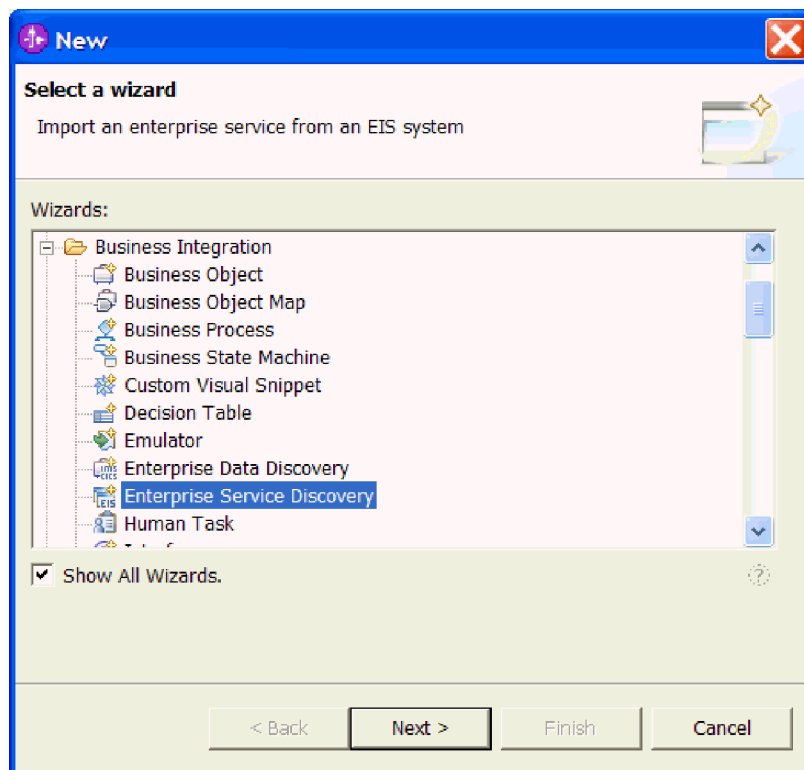 New
Select a wizard
Import an enterprise service from an EIS system
Wizards:
Business Integration
Business Object
Business Object Map
Business Process
Business State Machine
Custom Visual Snippet
Decision Table
Emulator
Enterprise Data Discovery
Enterprise Service Discovery
Human Task
Show All Wizards.
< Back
Next >
Finish
Cancel